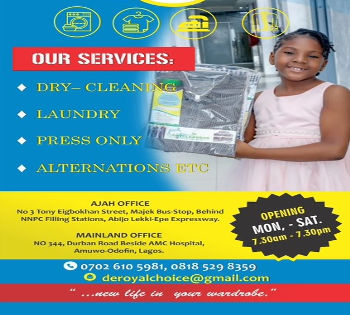 OUR SERVICES:
DRY– CLEANING
LAUNDRY
PRESS ONLY
ALTERNATIONS ETC
AJAH OFFICE
No 3 Tony Eigbokhan Street, Majek Bus-Stop, Behind
NNPC Filling Stations, Abijo Lekki-Epe Expressway.
MAINLAND OFFICE
NO 344, Durban Road Beside AMC Hospital,
Amuwo-Odofin, Lagos.
OPENING
MON, - SAT.
7.30am - 7.30pm
0702 610 5981, 0818 529 8359
deroyalchoice@gmail.com
“ ...new life in your wardrobe.”